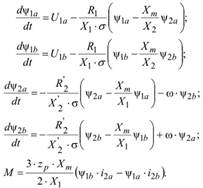 dψ1a/dt = U1a − R1/(X1·σ) (ψ1a − Xm/X2 ψ2a);
dψ1b/dt = U1b − R1/(X1·σ) (ψ1b − Xm/X2 ψ2b);
dψ2a/dt = − R'2/(X'2·σ) (ψ2a − Xm/X1 ψ1a) − ω·ψ2b;
dψ2b/dt = − R'2/(X'2·σ) (ψ2b − Xm/X1 ψ1b) + ω·ψ2a;
M = 3·zp·Xm/(2·X1) (ψ1b·i2a − ψ1a·i2b).